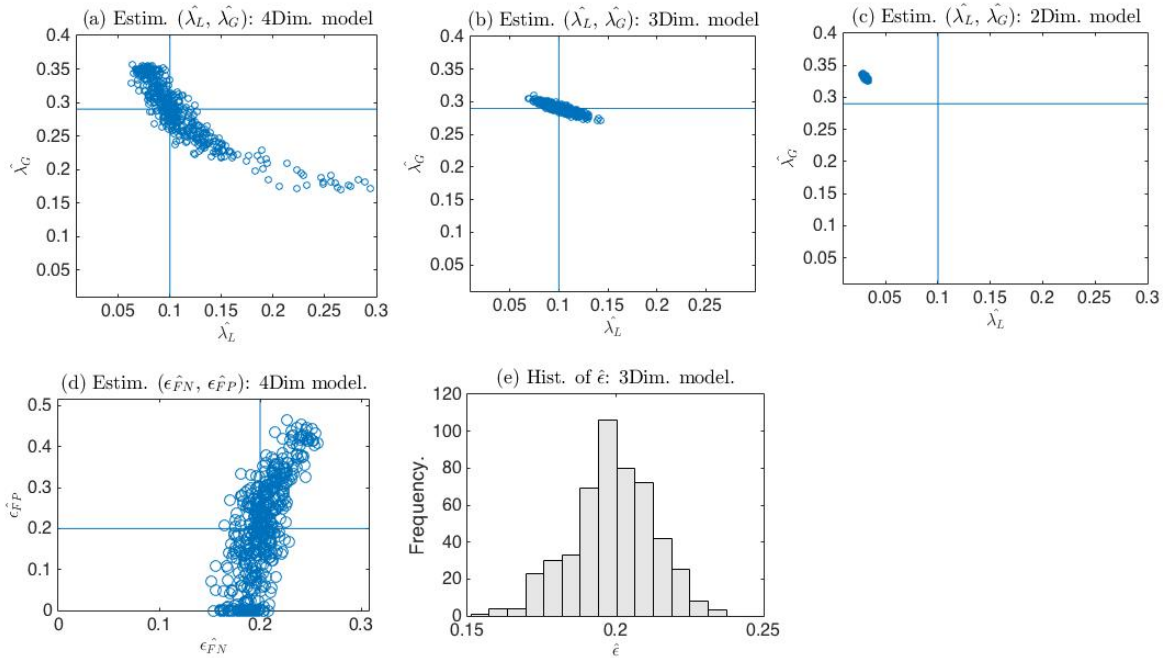 (a) Estim. (λ̂_L, λ̂_G): 4Dim. model
0.4
0.35
0.3
0.25
0.2
0.15
0.1
0.05
λ̂_G
0.05 0.1 0.15 0.2 0.25 0.3
λ̂_L
(b) Estim. (λ̂_L, λ̂_G): 3Dim. model
0.4
0.35
0.3
0.25
0.2
0.15
0.1
0.05
λ̂_G
0.05 0.1 0.15 0.2 0.25
λ̂_L
(c) Estim. (λ̂_L, λ̂_G): 2Dim. model
0.4
0.35
0.3
0.25
0.2
0.15
0.1
0.05
λ̂_G
0.05 0.1 0.15 0.2 0.25 0.3
λ̂_L
(d) Estim. (ϵ̂_FN, ϵ̂_FP): 4Dim model.
0.5
0.4
0.3
0.2
0.1
0
ϵ̂_FP
0 0.1 0.2 0.3
ϵ̂_FN
(e) Hist. of ϵ̂: 3Dim. model.
120
100
80
60
40
20
0
Frequency.
0.15 0.2 0.25
ϵ̂